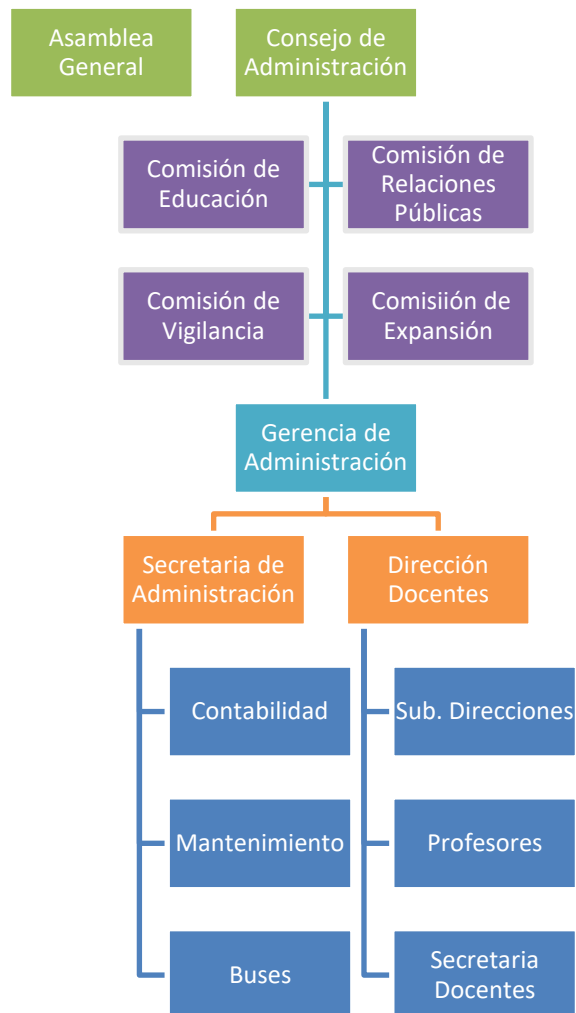 Asamblea
General
Consejo de
Administración
Comisión de
Educación
Comisión de
Relaciones
Públicas
Comisión de
Vigilancia
Comisiión de
Expansión
Gerencia de
Administración
Secretaria de
Administración
Dirección
Docentes
Contabilidad
Sub. Direcciones
Mantenimiento
Profesores
Buses
Secretaria
Docentes